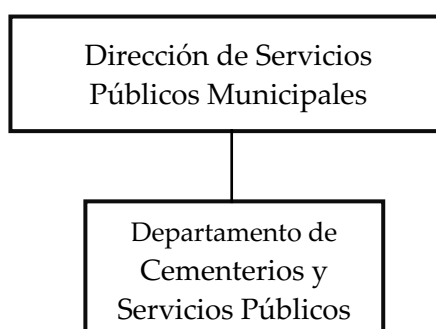 Dirección de Servicios
Públicos Municipales
Departamento de
Cementerios y
Servicios Públicos